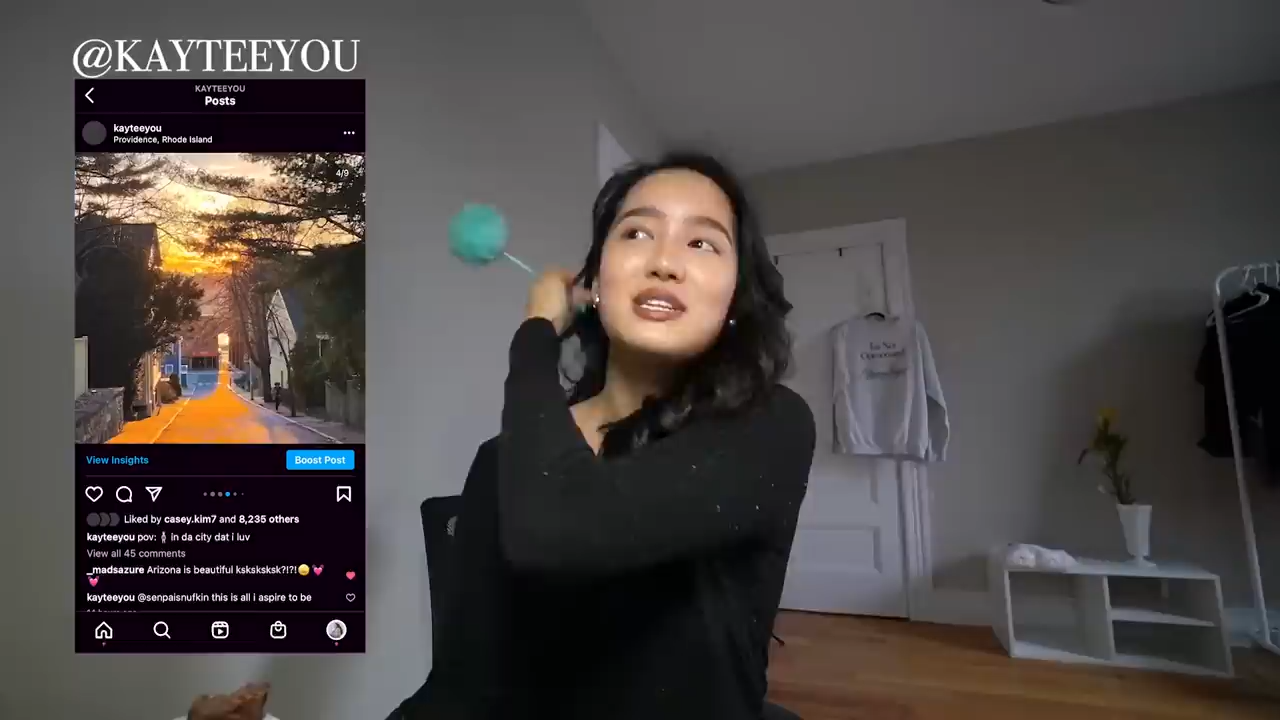 @KAYTEEYOU
KAYTEEYOU
Posts
kayteeyou
Providence, Rhode Island
4/9
View Insights
Boost Post
Liked by casey.kim7 and 8,235 others
kayteeyou pov: in da city dat i luv
View all 45 comments
_madsazure Arizona is beautiful ksksksksk?!?!😄💓
💓
kayteeyou @senpaisnufkin this is all i aspire to be